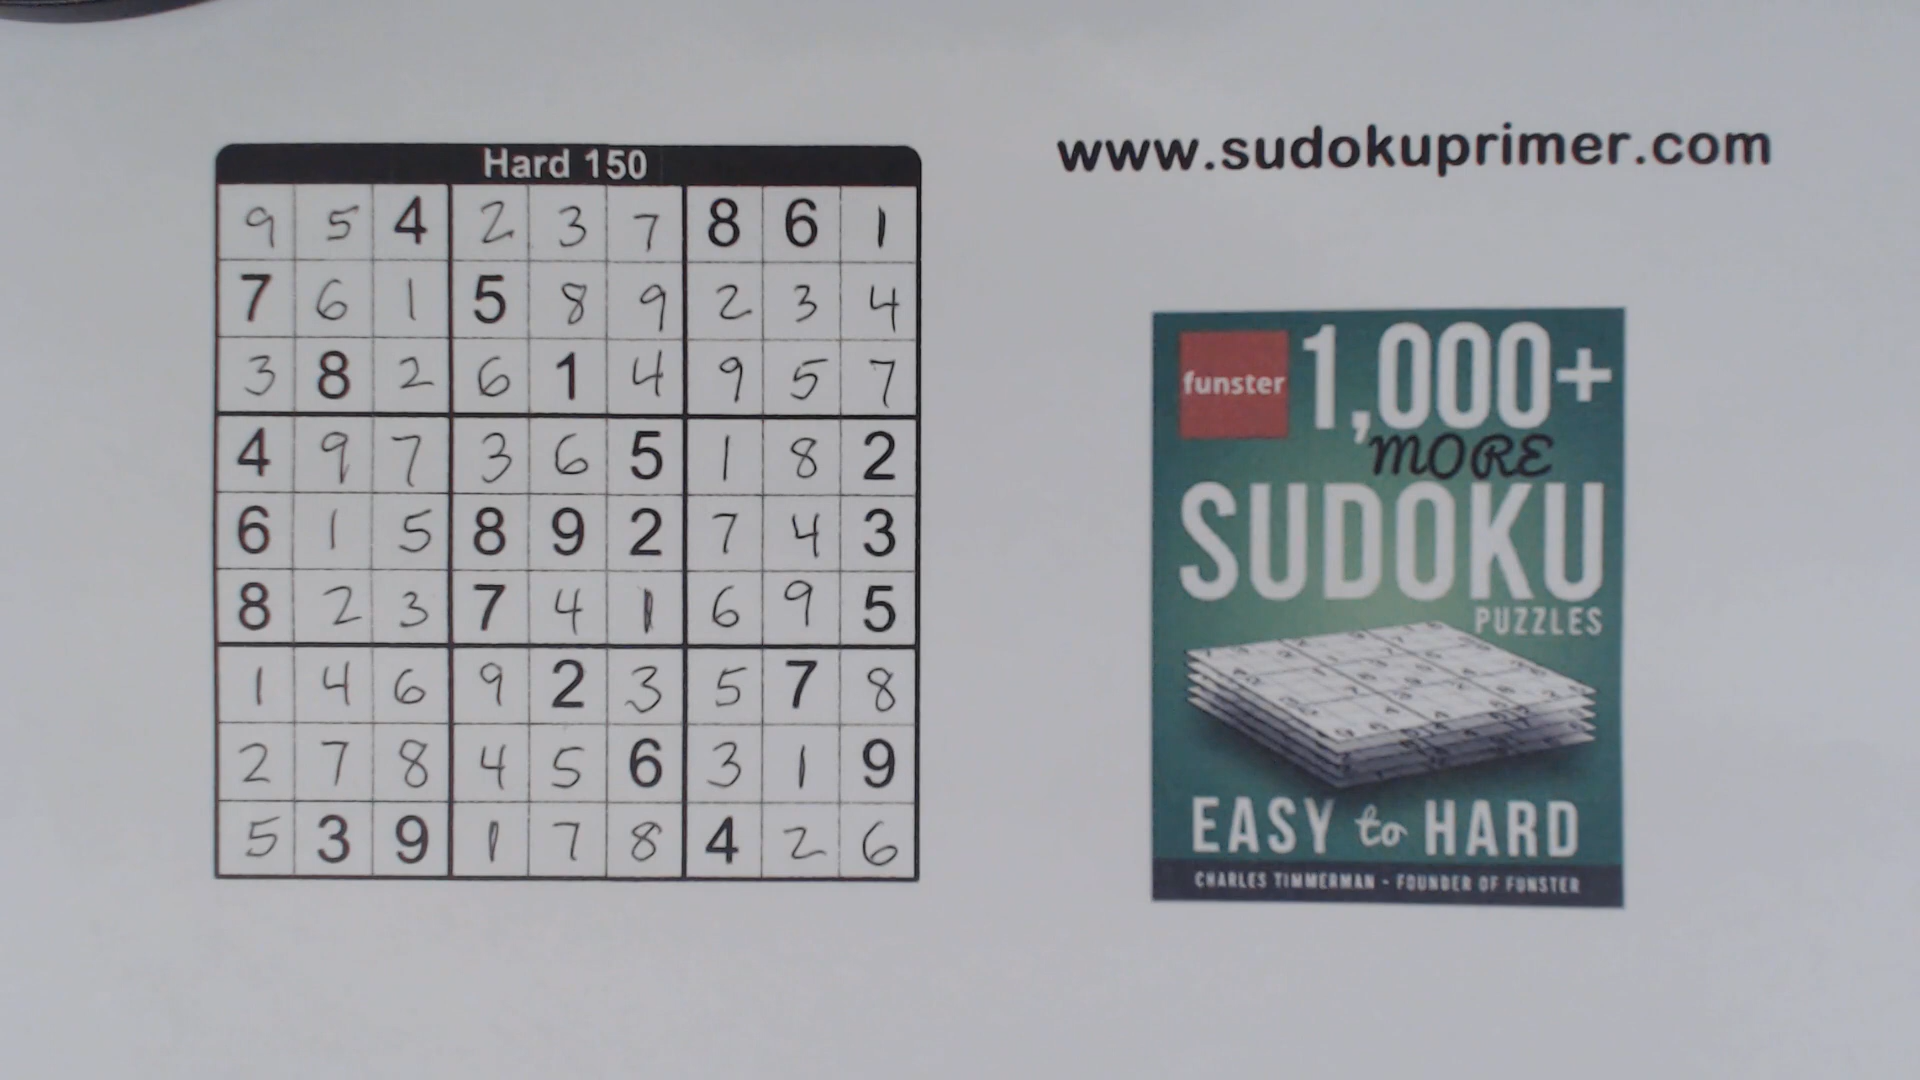 www.sudokuprimer.com
Hard 150
9 5 4 2 3 7 8 6 1
7 6 1 5 8 9 2 3 4
3 8 2 6 1 4 9 5 7
4 9 7 3 6 5 1 8 2
6 1 5 8 9 2 7 4 3
8 2 3 7 4 1 6 9 5
1 4 6 9 2 3 5 7 8
2 7 8 4 5 6 3 1 9
5 3 9 1 7 8 4 2 6
funster
1,000+
MORE
SUDOKU
PUZZLES
EASY to HARD
CHARLES TIMMERMAN - FOUNDER OF FUNSTER